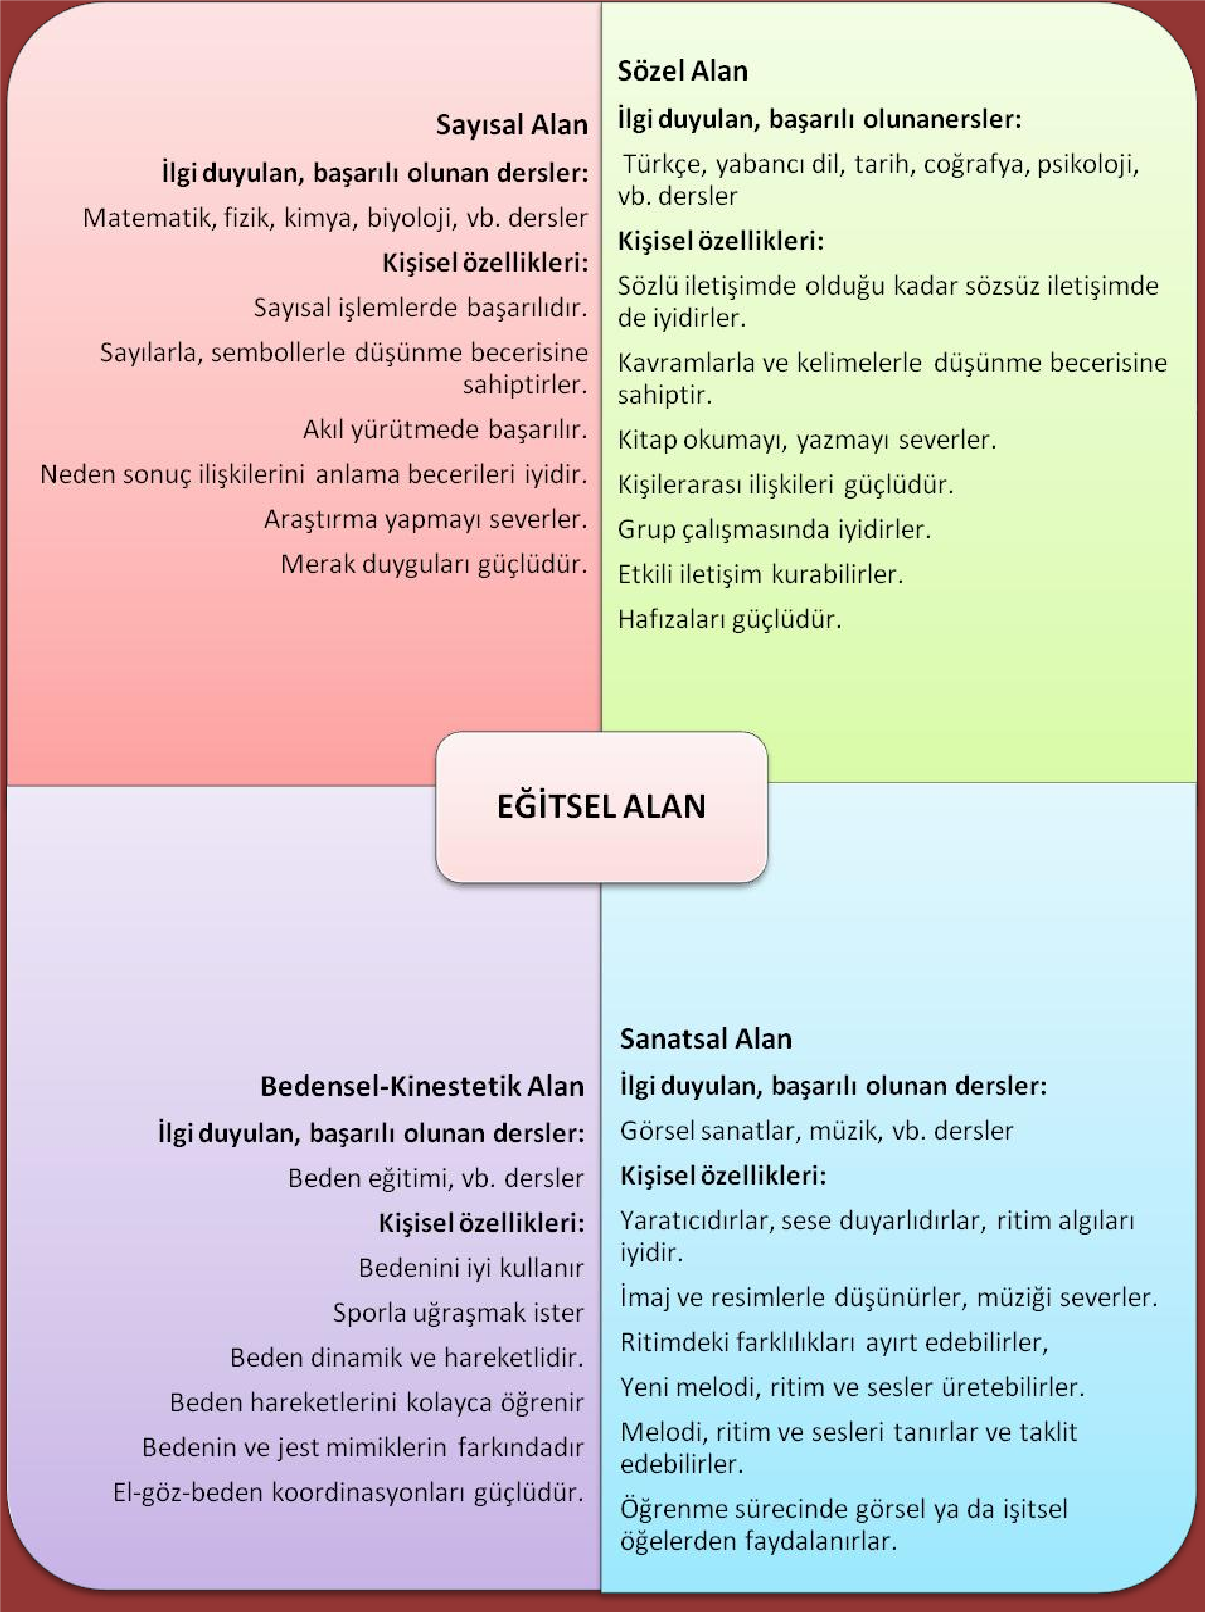 Sayısal Alan
İlgi duyulan, başarılı olunan dersler:
Matematik, fizik, kimya, biyoloji, vb. dersler
Kişisel özellikleri:
Sayısal işlemlerde başarılıdır.
Sayılarla, sembollerle düşünme becerisine
sahiptirler.
Akıl yürütmede başarılır.
Neden sonuç ilişkilerini anlama becerileri iyidir.
Araştırma yapmayı severler.
Merak duyguları güçlüdür.
Sözel Alan
İlgi duyulan, başarılı olunanersler:
Türkçe, yabancı dil, tarih, coğrafya, psikoloji,
vb. dersler
Kişisel özellikleri:
Sözlü iletişimde olduğu kadar sözsüz iletişimde
de iyidirler.
Kavramlarla ve kelimelerle düşünme becerisine
sahiptir.
Kitap okumayı, yazmayı severler.
Kişilerarası ilişkileri güçlüdür.
Grup çalışmasında iyidirler.
Etkili iletişim kurabilirler.
Hafızaları güçlüdür.
EĞİTSEL ALAN
Bedensel-Kinestetik Alan
İlgi duyulan, başarılı olunan dersler:
Beden eğitimi, vb. dersler
Kişisel özellikleri:
Bedenini iyi kullanır
Sporla uğraşmak ister
Beden dinamik ve hareketlidir.
Beden hareketlerini kolayca öğrenir
Bedenin ve jest mimiklerin farkındadır
El-göz-beden koordinasyonları güçlüdür.
Sanatsal Alan
İlgi duyulan, başarılı olunan dersler:
Görsel sanatlar, müzik, vb. dersler
Kişisel özellikleri:
Yaratıcıdırlar, sese duyarlıdırlar, ritim algıları
iyidir.
İmaj ve resimlerle düşünürler, müziği severler.
Ritimdeki farklılıkları ayırt edebilirler,
Yeni melodi, ritim ve sesler üretebilirler.
Melodi, ritim ve sesleri tanırlar ve taklit
edebilirler.
Öğrenme sürecinde görsel ya da işitsel
öğelerden faydalanırlar.